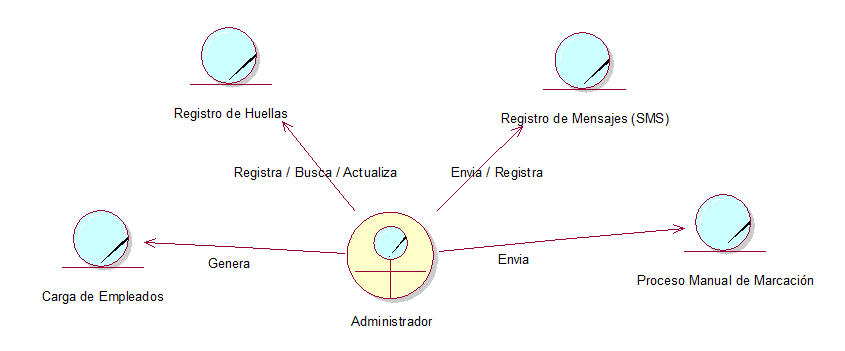 Registro de Huellas
Registro de Mensajes (SMS)
Registra / Busca / Actualiza
Envia / Registra
Genera
Envia
Carga de Empleados
Proceso Manual de Marcación
Administrador